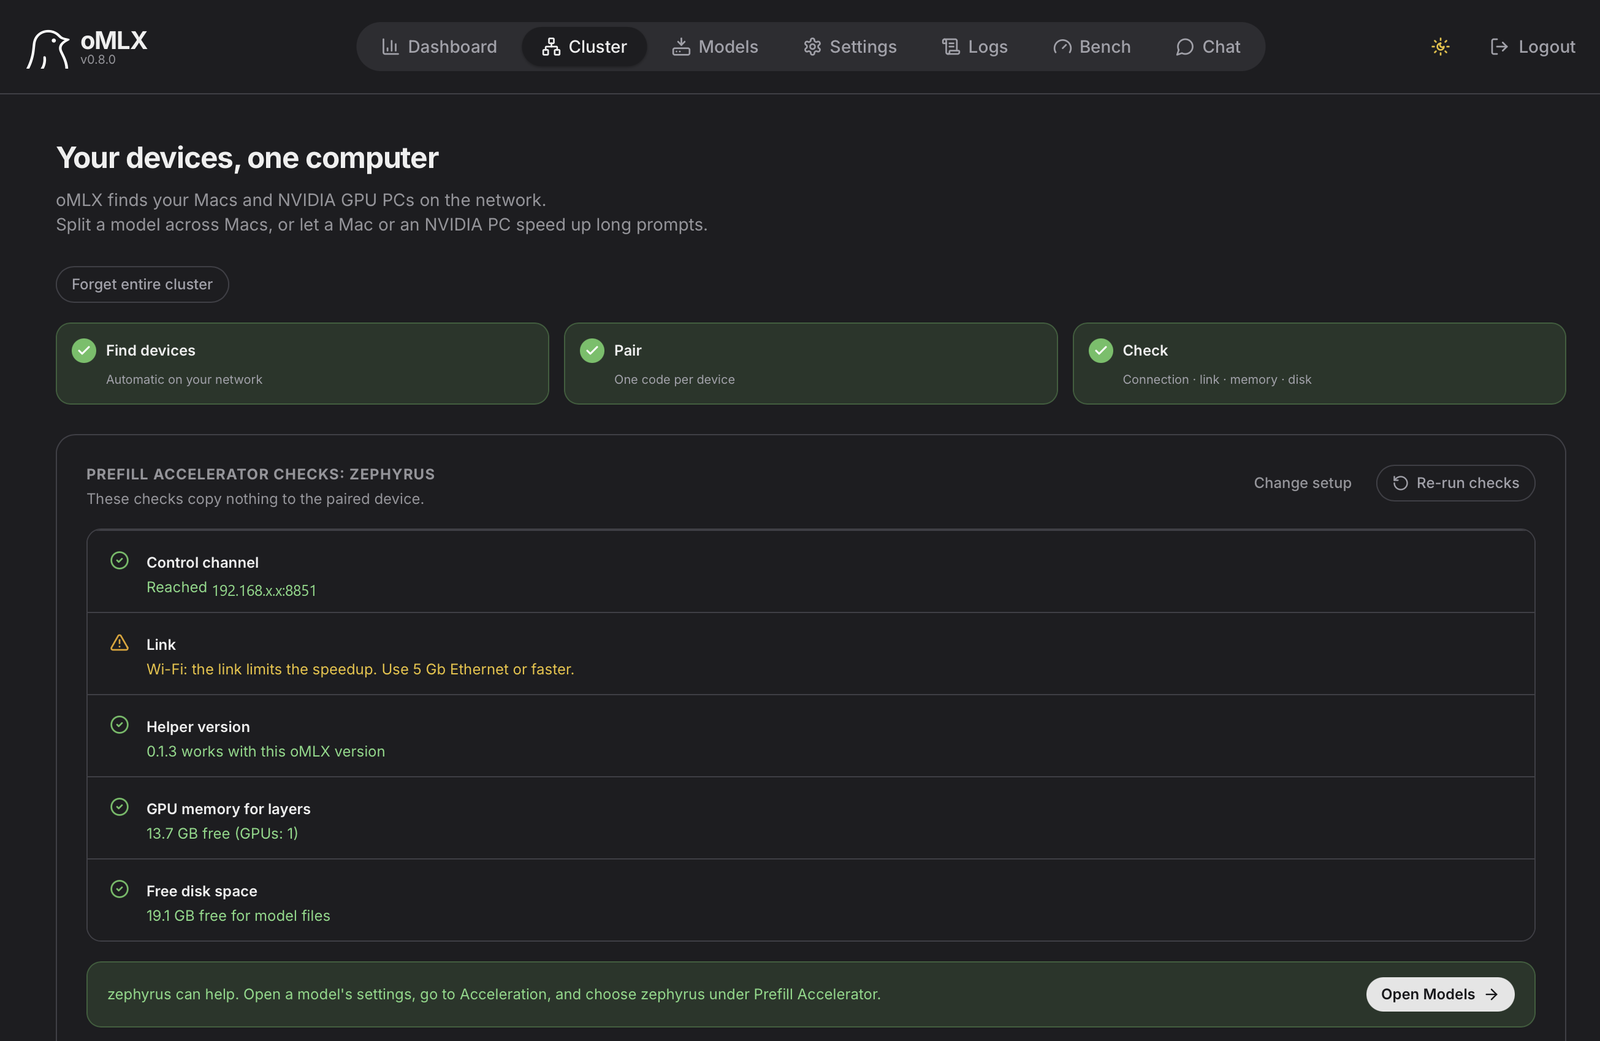 oMLX
v0.8.0
Dashboard
Cluster
Models
Settings
Logs
Bench
Chat
Logout
Your devices, one computer
oMLX finds your Macs and NVIDIA GPU PCs on the network.
Split a model across Macs, or let a Mac or an NVIDIA PC speed up long prompts.
Forget entire cluster
Find devices
Automatic on your network
Pair
One code per device
Check
Connection · link · memory · disk
PREFILL ACCELERATOR CHECKS: ZEPHYRUS
These checks copy nothing to the paired device.
Change setup
Re-run checks
Control channel
Reached 192.168.x.x:8851
Link
Wi-Fi: the link limits the speedup. Use 5 Gb Ethernet or faster.
Helper version
0.1.3 works with this oMLX version
GPU memory for layers
13.7 GB free (GPUs: 1)
Free disk space
19.1 GB free for model files
zephyrus can help. Open a model's settings, go to Acceleration, and choose zephyrus under Prefill Accelerator.
Open Models